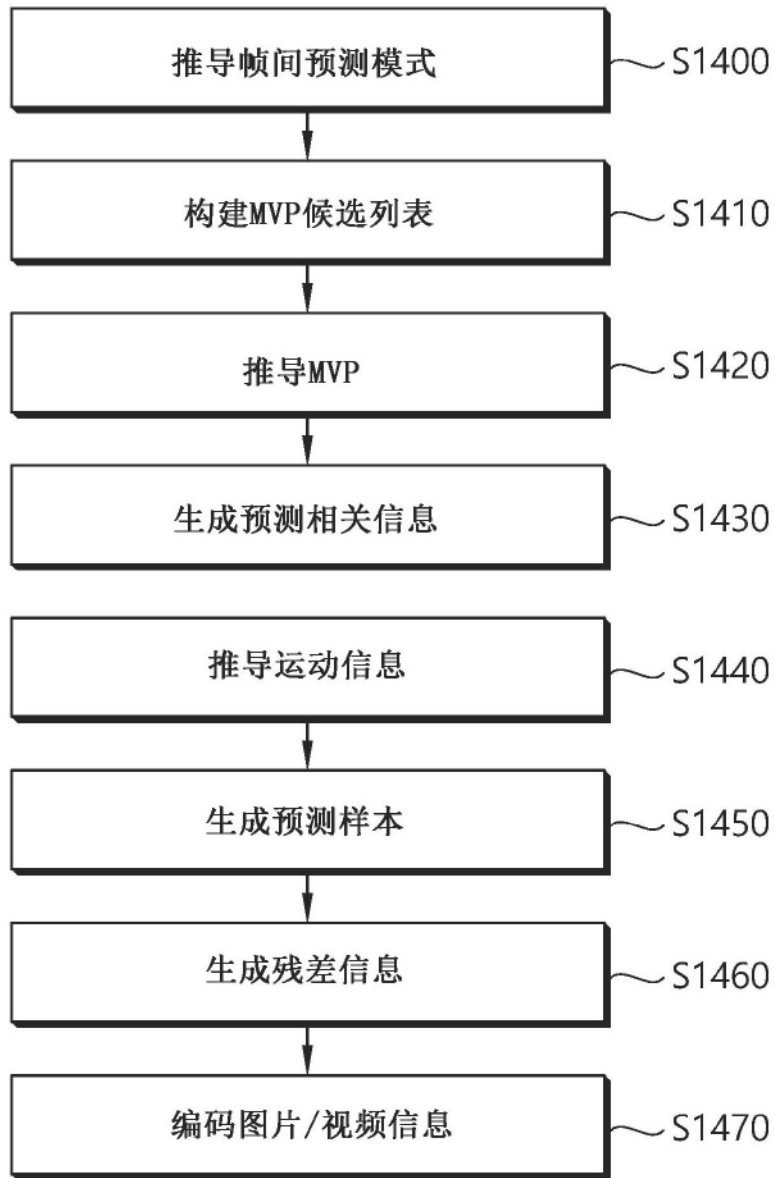 推导帧间预测模式 S1400
构建MVP候选列表 S1410
推导MVP S1420
生成预测相关信息 S1430
推导运动信息 S1440
生成预测样本 S1450
生成残差信息 S1460
编码图片/视频信息 S1470